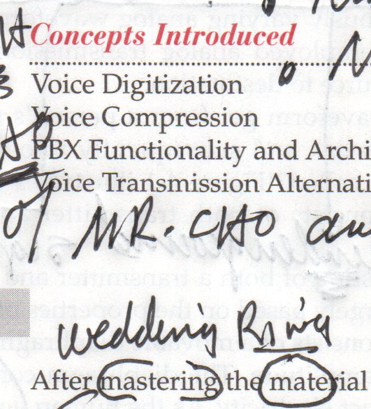 Concepts Introduced
Voice Digitization
Voice Compression
PBX Functionality and Archi
Voice Transmission Alternati
MR. CHO an
wedding Ring
After mastering the material